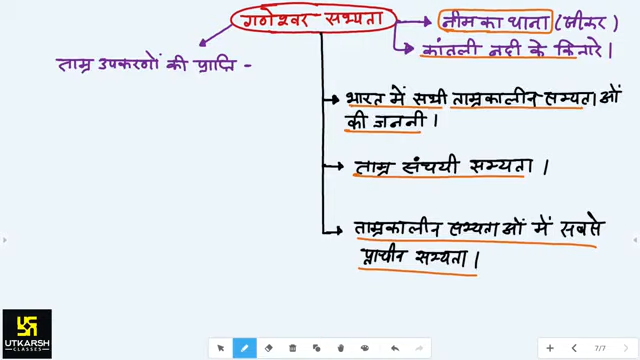 गणेश्वर सभ्यता
नीम का थाना (सीकर)
कांतली नदी के किनारे।
ताम्र उपकरणों की प्राप्ति -
भारत में सभी ताम्रकालीन सभ्यताओं
की जननी।
ताम्र संचयी सभ्यता।
ताम्रकालीन सभ्यताओं में सबसे
प्राचीन सभ्यता।
UTKARSH
CLASSES
7/7